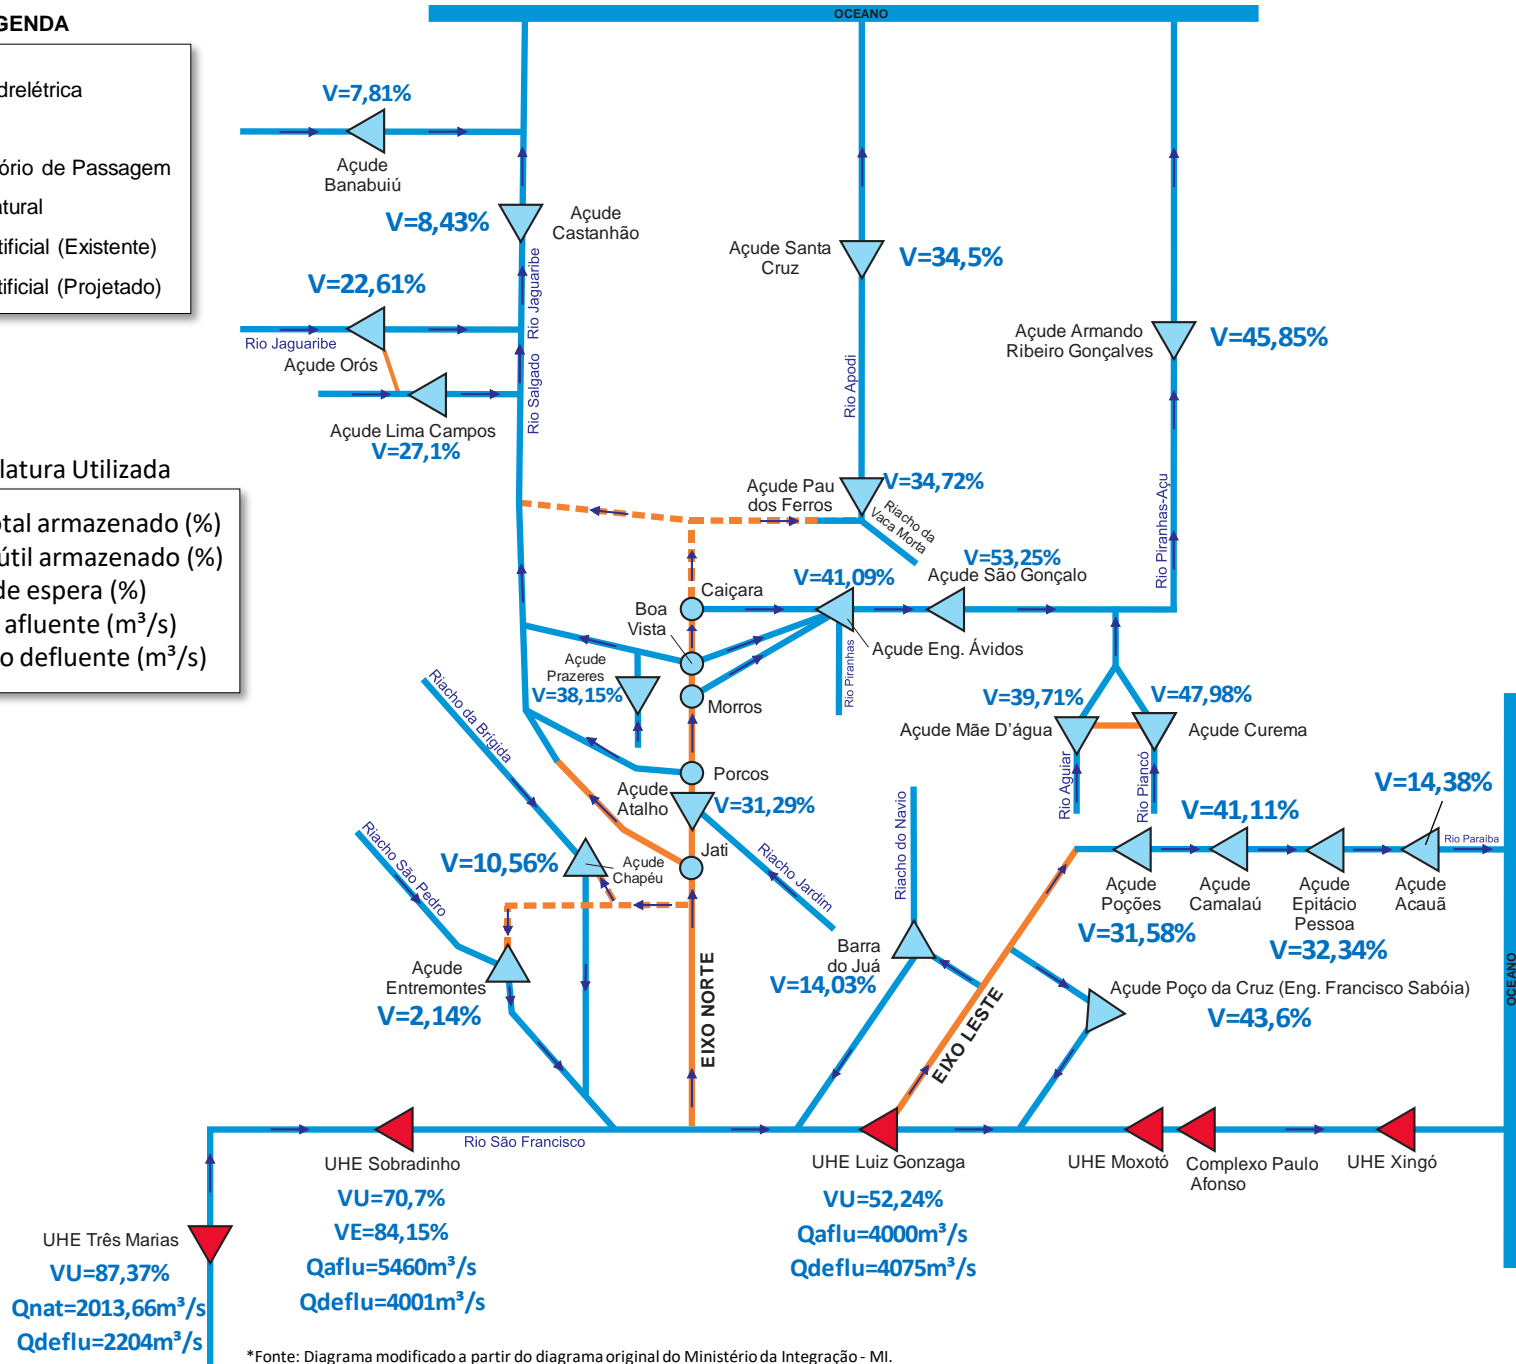 OCEANO
GENDA
drelétrica
ório de Passagem
atural
tificial (Existente)
tificial (Projetado)
V=7,81%
Açude
Banabuiú
V=8,43%
Açude
Castanhão
V=22,61%
Rio Jaguaribe
Açude Orós
Rio Jaguaribe
Rio Salgado
Açude Lima Campos
V=27,1%
Açude Santa
Cruz
V=34,5%
Rio Apodi
Açude Armando
Ribeiro Gonçalves
V=45,85%
Rio Piranhas-Açu
latura Utilizada
otal armazenado (%)
útil armazenado (%)
de espera (%)
afluente (m³/s)
o defluente (m³/s)
Açude Pau
dos Ferros
V=34,72%
Riacho da
Vaca Morta
V=53,25%
Açude São Gonçalo
V=41,09%
Caiçara
Boa
Vista
Açude Eng. Ávidos
Rio Piranhas
Açude
Prazeres
V=38,15%
Morros
Riacho da Brígida
Porcos
Açude
Atalho
V=31,29%
V=39,71%
V=47,98%
Açude Mãe D'água
Açude Curema
Rio Aguiar
Rio Piancó
V=14,38%
V=41,11%
Rio Paraíba
Riacho São Pedro
V=10,56%
Açude
Chapéu
Jati
Riacho Jardim
Riacho do Navio
Açude
Poções
Açude
Camalaú
Açude
Epitácio
Pessoa
Açude
Acauã
V=31,58%
V=32,34%
Açude
Entremontes
V=2,14%
EIXO NORTE
Barra
do Juá
V=14,03%
EIXO LESTE
Açude Poço da Cruz (Eng. Francisco Sabóia)
V=43,6%
OCEANO
Rio São Francisco
UHE Sobradinho
VU=70,7%
VE=84,15%
Qaflu=5460m³/s
Qdeflu=4001m³/s
UHE Luiz Gonzaga
VU=52,24%
Qaflu=4000m³/s
Qdeflu=4075m³/s
UHE Moxotó
Complexo Paulo
Afonso
UHE Xingó
UHE Três Marias
VU=87,37%
Qnat=2013,66m³/s
Qdeflu=2204m³/s
*Fonte: Diagrama modificado a partir do diagrama original do Ministério da Integração - MI.